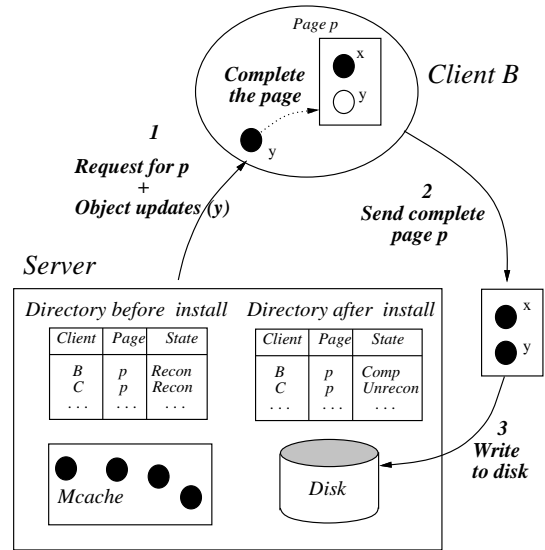 Page p
x
y
Complete
the page
Client B
y
1
Request for p
+
Object updates (y)
2
Send complete
page p
Server
Directory before install
Client Page State
B p Recon
C p Recon
. . . . . . . . .
Directory after install
Client Page State
B p Comp
C p Unrecon
. . . . . . . . .
x
y
Mcache
Disk
3
Write
to disk